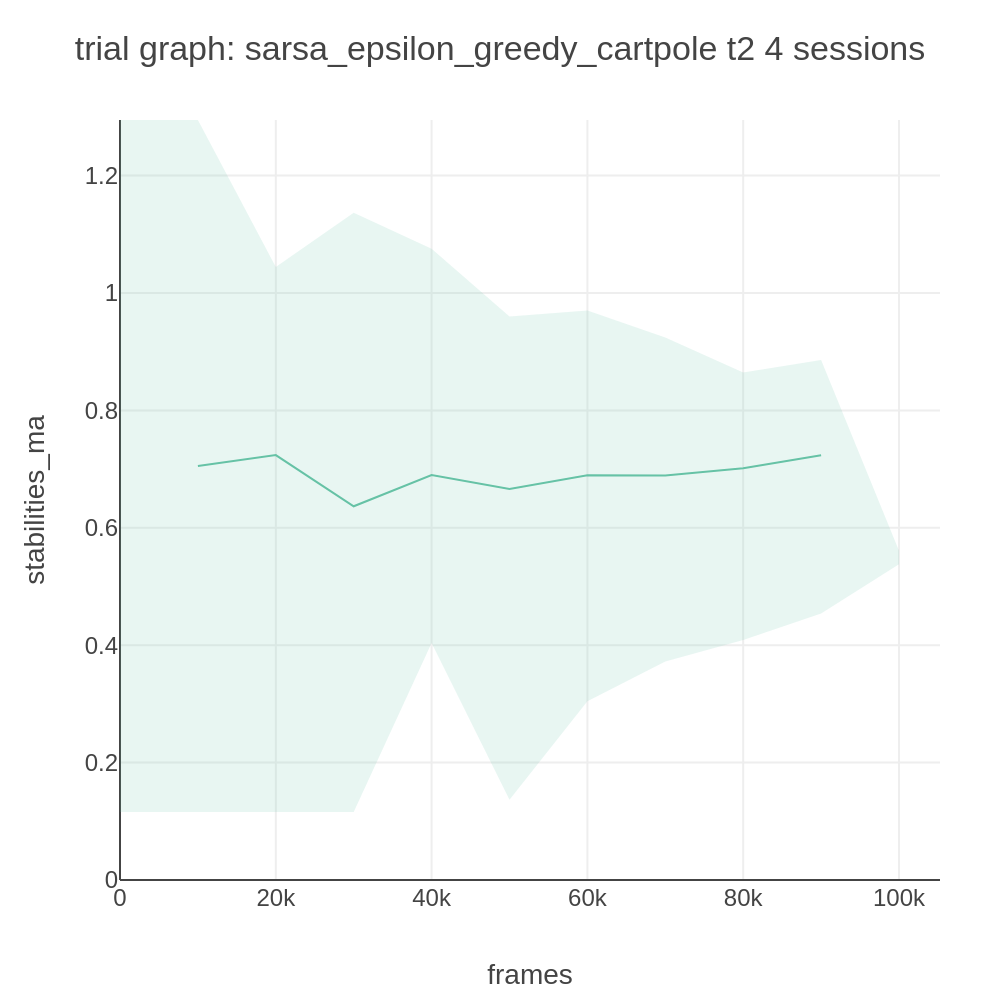 trial graph: sarsa_epsilon_greedy_cartpole t2 4 sessions
stabilities_ma
1.2
1
0.8
0.6
0.4
0.2
0
0 20k 40k 60k 80k 100k
frames